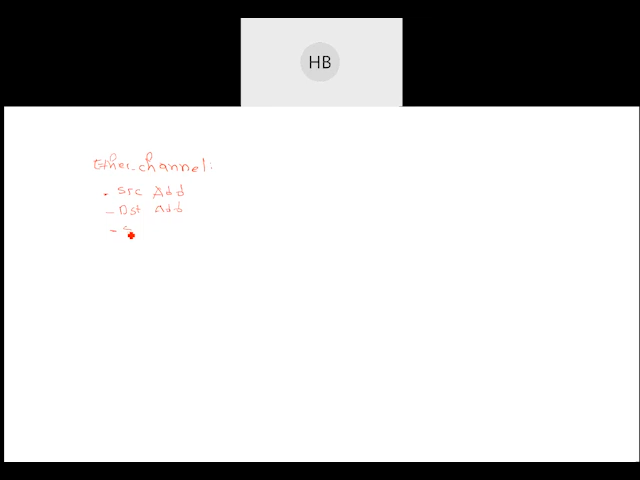 HB
Ether-channel:
- Src Add
- Dst Add
- S